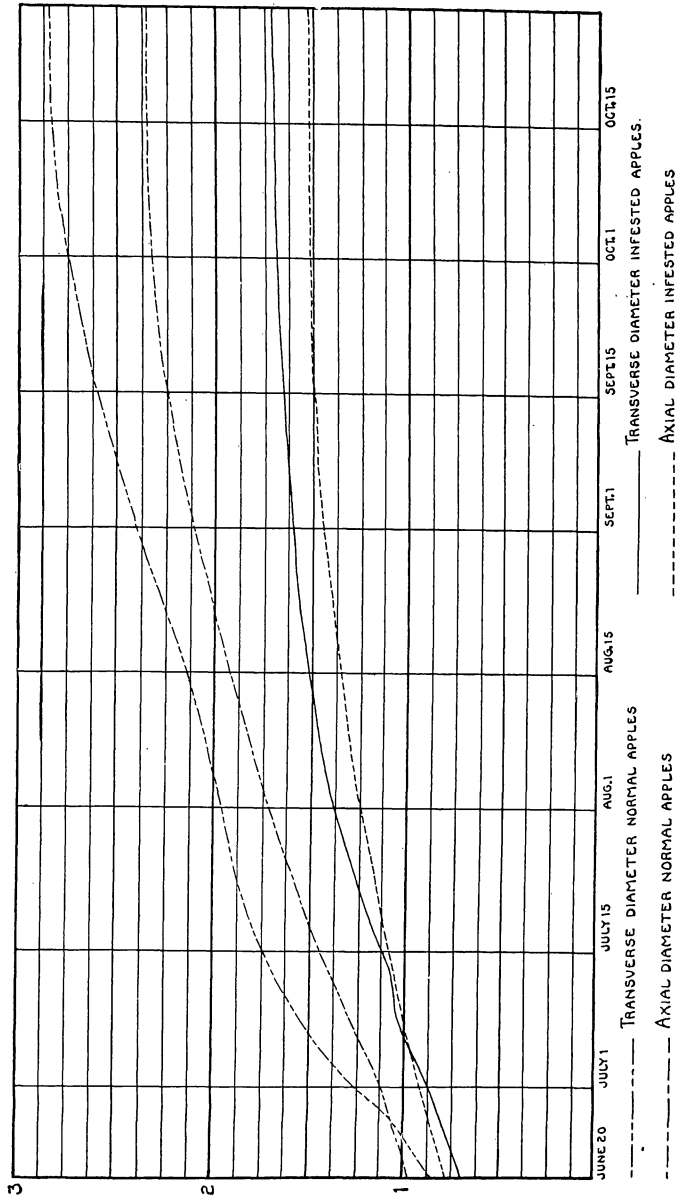 3
2
1
JUNE 20
JULY 1
JULY 15
AUG. 1
AUG. 15
SEPT. 1
SEPT. 15
OCT. 1
OCT. 15
TRANSVERSE DIAMETER NORMAL APPLES
AXIAL DIAMETER NORMAL APPLES
TRANSVERSE DIAMETER INFESTED APPLES.
AXIAL DIAMETER INFESTED APPLES